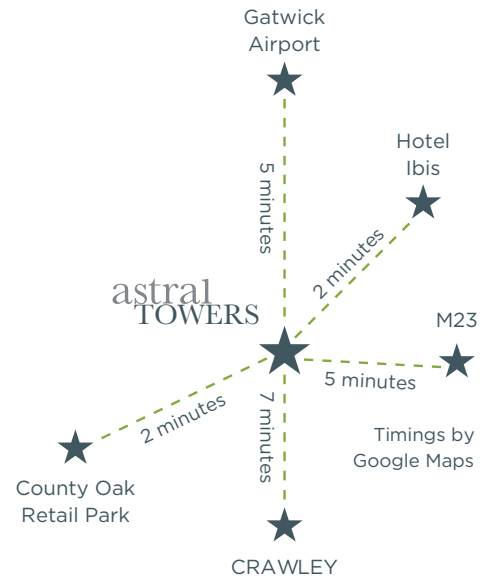 Gatwick
Airport
5 minutes
Hotel
Ibis
2 minutes
astral
TOWERS
M23
5 minutes
2 minutes
7 minutes
Timings by
Google Maps
County Oak
Retail Park
CRAWLEY